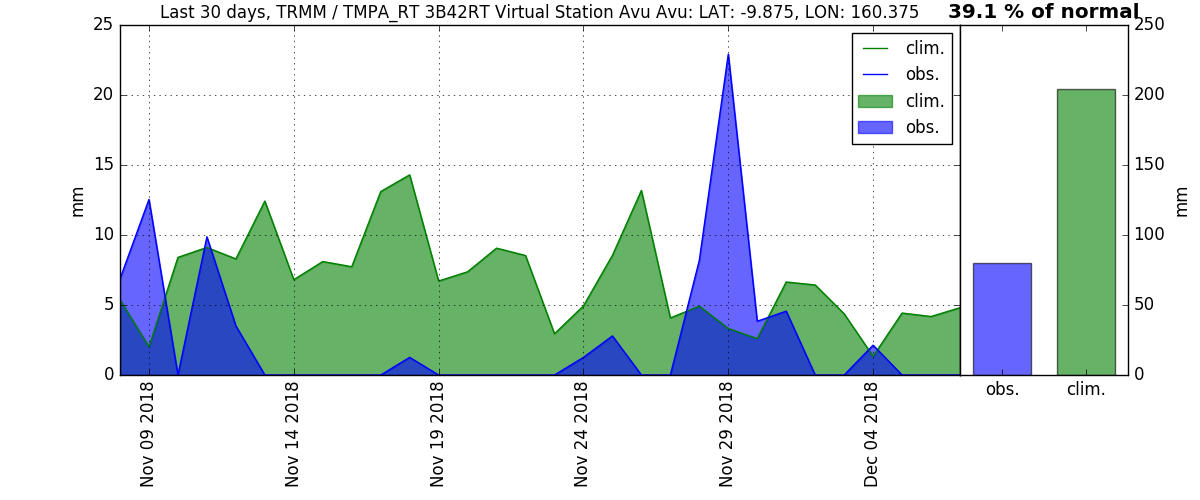 Last 30 days, TRMM / TMPA_RT 3B42RT Virtual Station Avu Avu: LAT: -9.875, LON: 160.375
39.1 % of normal
25
20
15
10
5
0
mm
clim.
obs.
clim.
obs.
Nov 09 2018
Nov 14 2018
Nov 19 2018
Nov 24 2018
Nov 29 2018
Dec 04 2018
250
200
150
100
50
0
mm
obs.
clim.